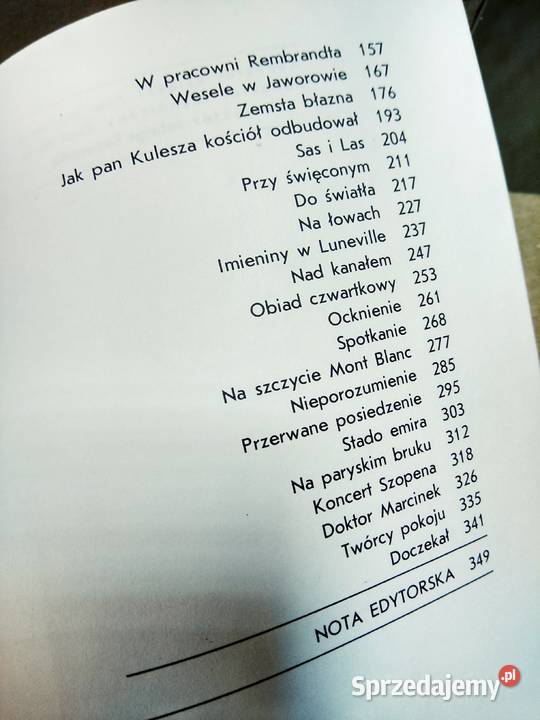 W pracowni Rembrandta 157
Wesele w Jaworowie 167
Zemsta błazna 176
Jak pan Kulesza kościół odbudował 193
Sas i Las 204
Przy święconym 211
Do światła 217
Na łowach 227
Imieniny w Luneville 237
Nad kanałem 247
Obiad czwartkowy 253
Ocknienie 261
Spotkanie 268
Na szczycie Mont Blanc 277
Nieporozumienie 285
Przerwane posiedzenie 295
Stado emira 303
Na paryskim bruku 312
Koncert Szopena 318
Doktor Marcinek 326
Twórcy pokoju 335
Doczekał 341
NOTA EDYTORSKA 349
Sprzedajemy.pl